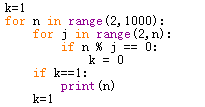 k=1
for n in range(2,1000):
    for j in range(2,n):
        if n % j == 0:
            k = 0
    if k==1:
        print(n)
    k=1